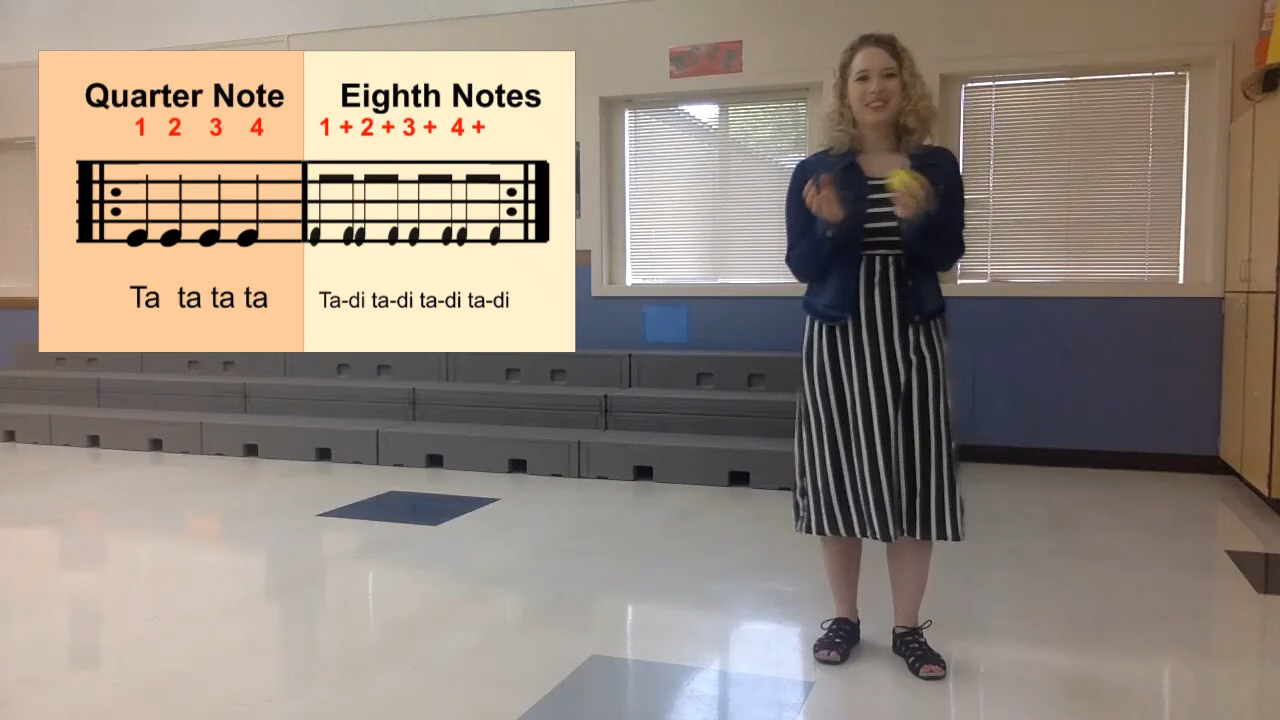 Quarter Note
1 2 3 4
Ta ta ta ta
Eighth Notes
1 + 2 + 3 + 4 +
Ta-di ta-di ta-di ta-di